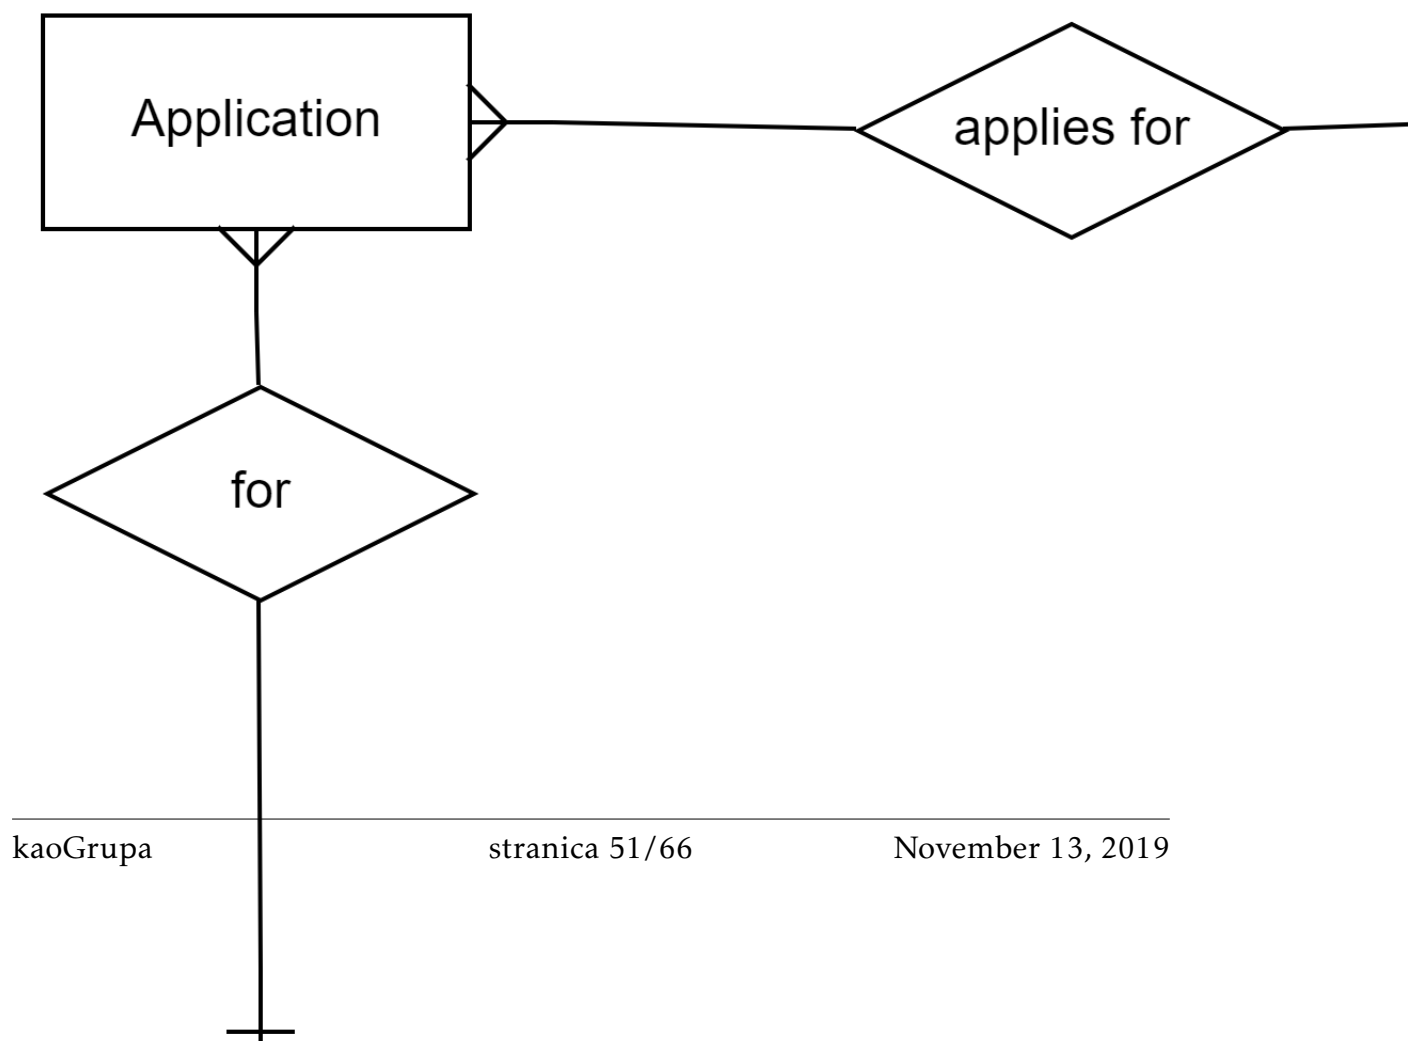 Application
applies for
for
kaoGrupa stranica 51/66 November 13, 2019